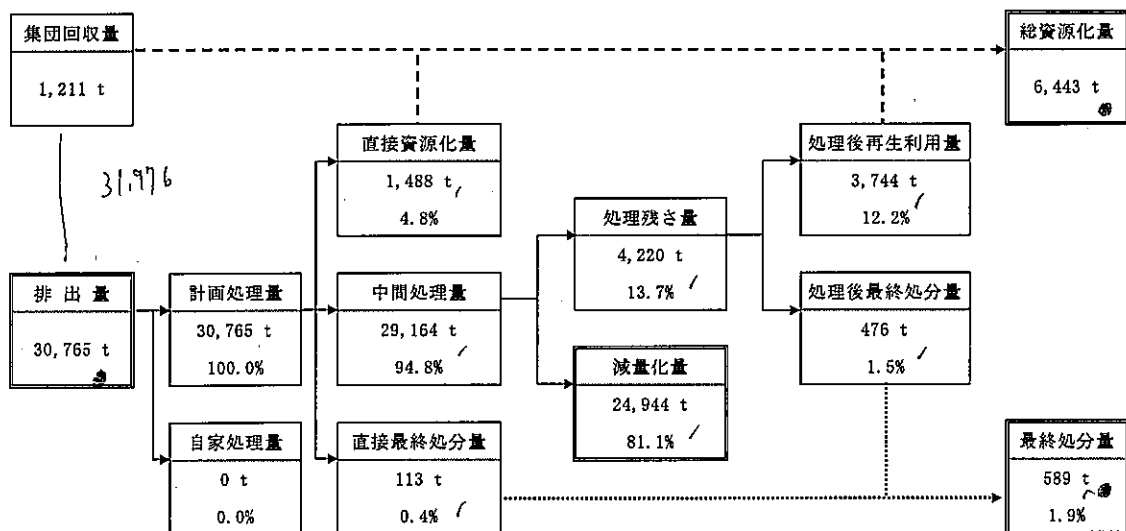 集団回収量
1,211 t
総資源化量
6,443 t
直接資源化量
1,488 t
4.8%
処理後再生利用量
3,744 t
12.2%
31,976
処理残さ量
4,220 t
13.7%
排出量
30,765 t
計画処理量
30,765 t
100.0%
中間処理量
29,164 t
94.8%
処理後最終処分量
476 t
1.5%
減量化量
24,944 t
81.1%
自家処理量
0 t
0.0%
直接最終処分量
113 t
0.4%
最終処分量
589 t
1.9%